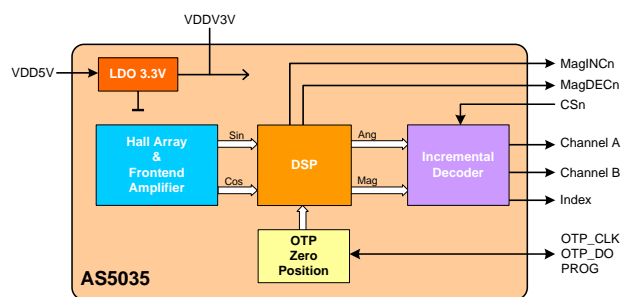 VDDV3V
VDD5V
LDO 3.3V
MagINCn
MagDECn
CSn
Hall Array
&
Frontend
Amplifier
Sin
Cos
DSP
Ang
Mag
Incremental
Decoder
Channel A
Channel B
Index
OTP
Zero
Position
OTP_CLK
OTP_DO
PROG
AS5035